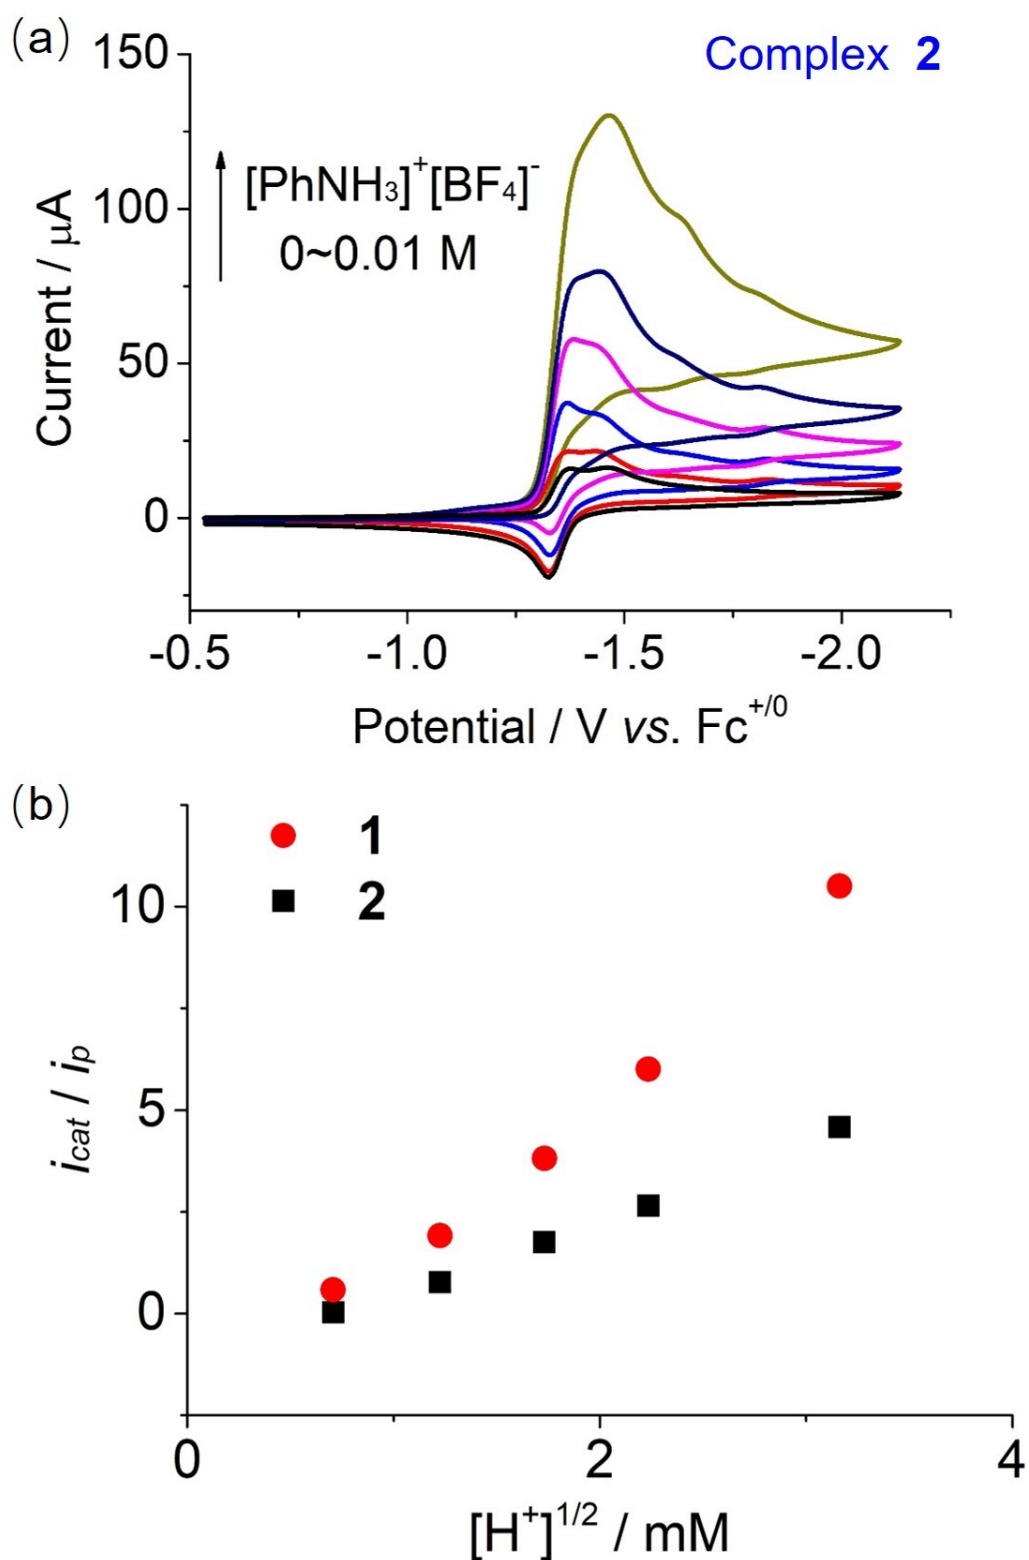 (a)
150
Complex 2
[PhNH₃]⁺[BF₄]⁻
0~0.01 M
100
50
0
Current / μA
-0.5 -1.0 -1.5 -2.0
Potential / V vs. Fc⁺/⁰
(b)
1
2
10
5
0
icat / ip
0 2 4
[H⁺]¹/² / mM